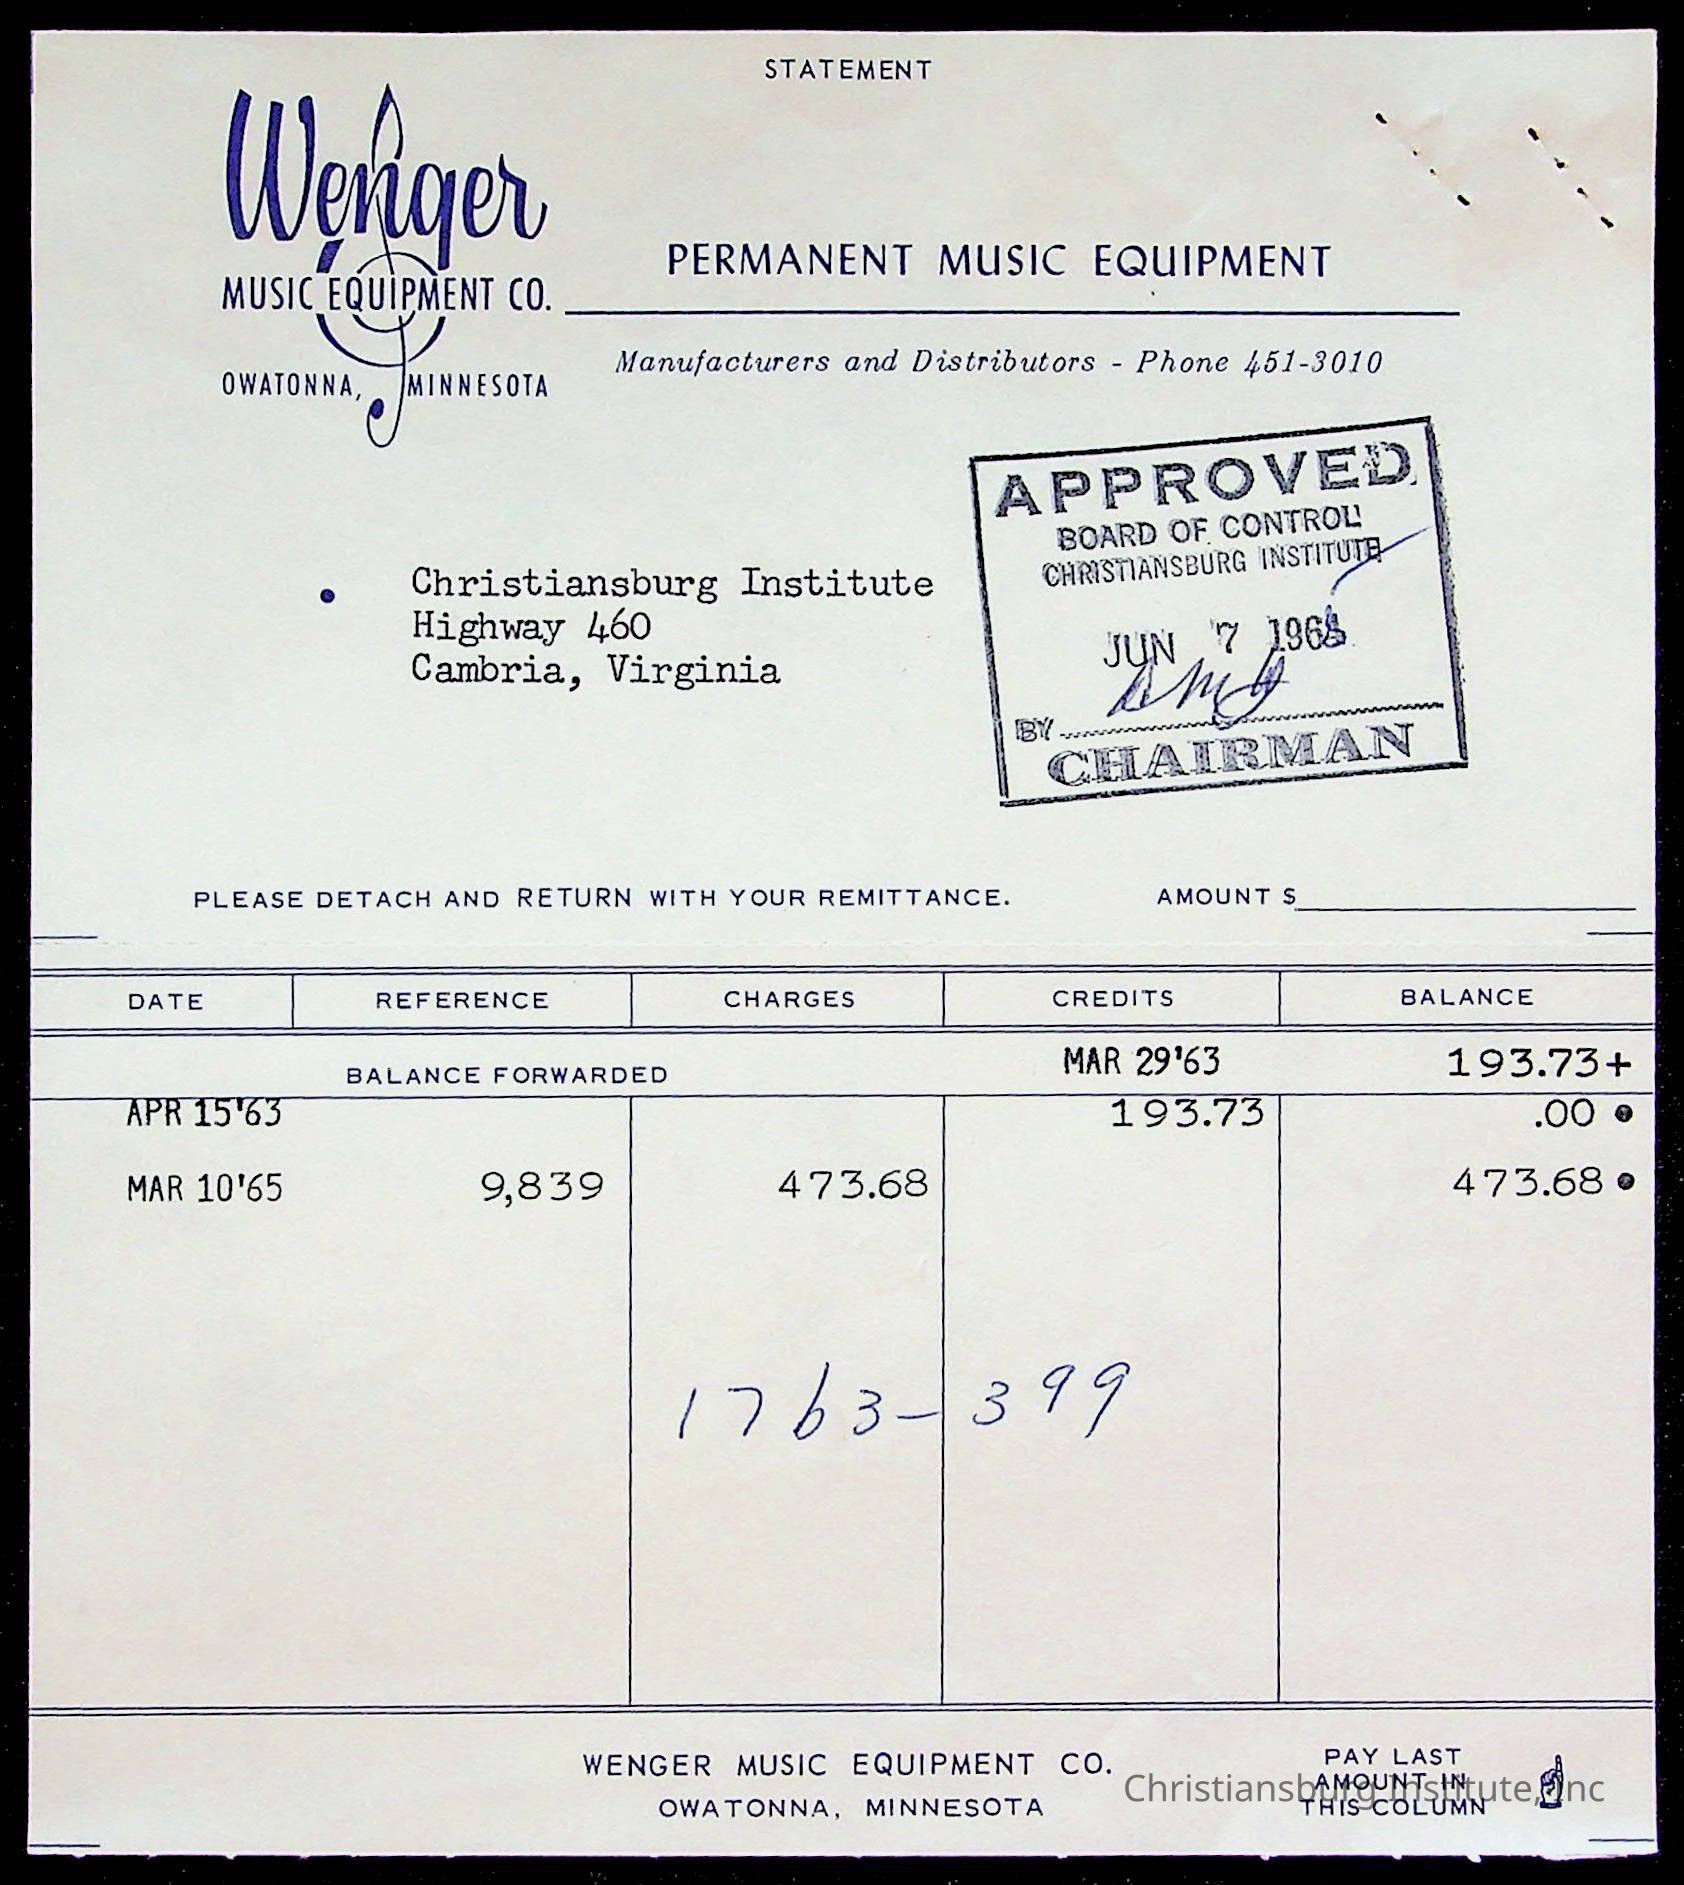 STATEMENT
Wenger
MUSIC EQUIPMENT CO.
OWATONNA, MINNESOTA
PERMANENT MUSIC EQUIPMENT
Manufacturers and Distributors - Phone 451-3010
APPROVED
BOARD OF CONTROL
CHRISTIANSBURG INSTITUTE
JUN 7 1965
BY
CHAIRMAN
Christiansburg Institute
Highway 460
Cambria, Virginia
PLEASE DETACH AND RETURN WITH YOUR REMITTANCE. AMOUNT $
DATE REFERENCE CHARGES CREDITS BALANCE
BALANCE FORWARDED MAR 29'63 193.73+
APR 15'63 193.73 .00
MAR 10'65 9,839 473.68 473.68
1763-399
WENGER MUSIC EQUIPMENT CO.
OWATONNA, MINNESOTA
PAY LAST
AMOUNT IN
THIS COLUMN
Christiansburg Institute, Inc